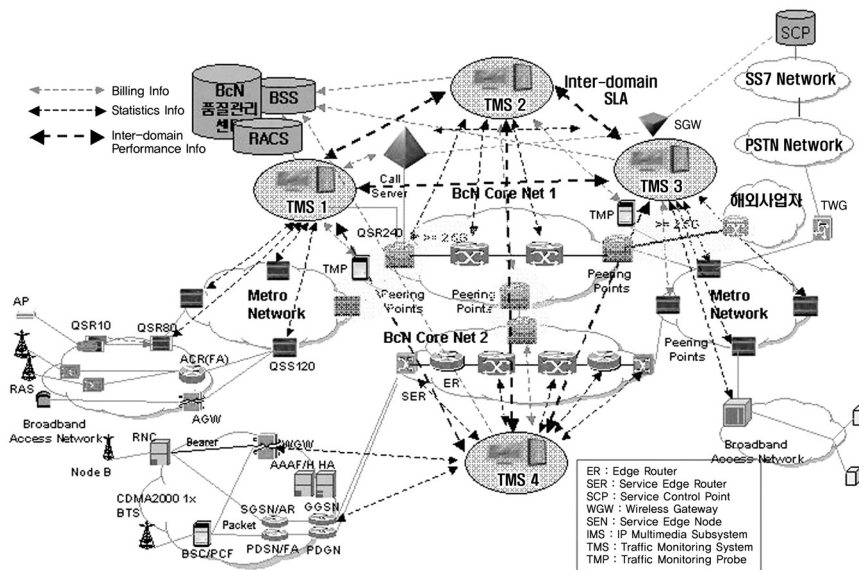 SCP
SS7 Network
PSTN Network
TWG
해외사업자
Billing Info
Statistics Info
Inter-domain
Performance Info
BcN
품질관리
센터
BSS
RACS
TMS 2
Inter-domain
SLA
SGW
TMS 1
Call
Server
BcN Core Net 1
TMS 3
TMP
QSR240
>= 2.5G
>= 2.5G
TMP
Peering
Points
Peering
Points
Peering
Points
Metro
Network
Metro
Network
Peering
Points
AP
QSR10
QSR80
ACR(FA)
QSS120
RAS
AGW
Broadband
Access Network
BcN Core Net 2
SER
ER
Broadband
Access Network
RNC
Bearer
WGW
AAAF/H HA
Node B
GGSN
CDMA2000 1x
BTS
SGSN/AR
Packet
BSC/PCF
PDSN/FA
PDGN
TMS 4
ER : Edge Router
SER : Service Edge Router
SCP : Service Control Point
WGW : Wireless Gateway
SEN : Service Edge Node
IMS : IP Multimedia Subsystem
TMS : Traffic Monitoring System
TMP : Traffic Monitoring Probe